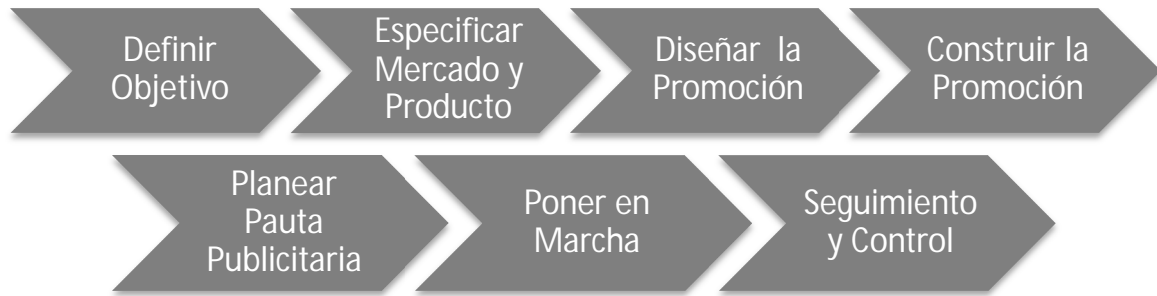 Definir
Objetivo
Especificar
Mercado y
Producto
Diseñar la
Promoción
Construir la
Promoción
Planear
Pauta
Publicitaria
Poner en
Marcha
Seguimiento
y Control